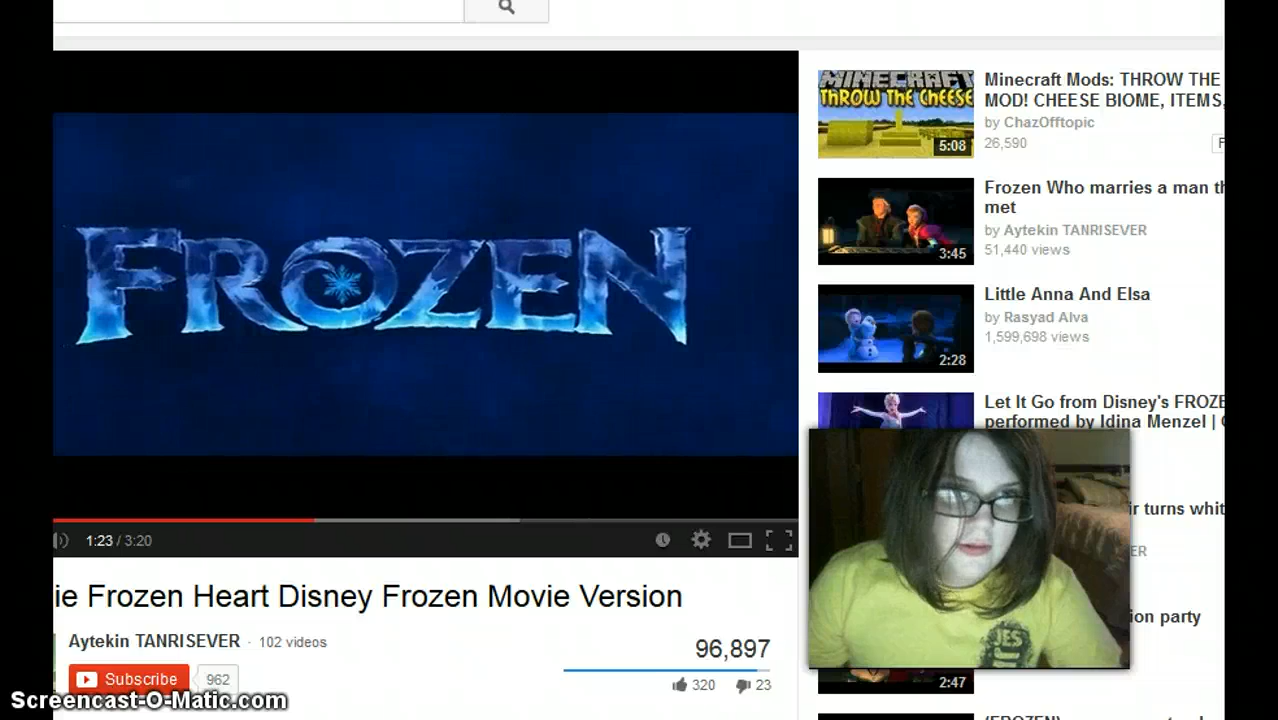 FROZEN
1:23 / 3:20
ie Frozen Heart Disney Frozen Movie Version
Aytekin TANRISEVER · 102 videos
Subscribe 962
96,897
320 23
MINECRAFT
THROW THE CHEESE
5:08
Minecraft Mods: THROW THE
MOD! CHEESE BIOME, ITEMS,
by ChazOfftopic
26,590
F
3:45
Frozen Who marries a man th
met
by Aytekin TANRISEVER
51,440 views
2:28
Little Anna And Elsa
by Rasyad Alva
1,599,698 views
Let It Go from Disney's FROZE
performed by Idina Menzel |
ir turns whit
ER
ion party
2:47
(FROZEN)
Screencast-O-Matic.com